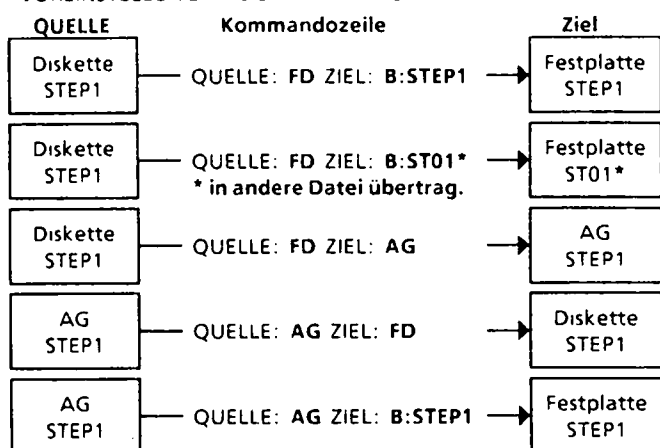 QUELLE Kommandozeile Ziel
Diskette STEP1 QUELLE: FD ZIEL: B:STEP1 Festplatte STEP1
Diskette STEP1 QUELLE: FD ZIEL: B:ST01* Festplatte ST01*
* in andere Datei übertrag.
Diskette STEP1 QUELLE: FD ZIEL: AG AG STEP1
AG STEP1 QUELLE: AG ZIEL: FD Diskette STEP1
AG STEP1 QUELLE: AG ZIEL: B:STEP1 Festplatte STEP1